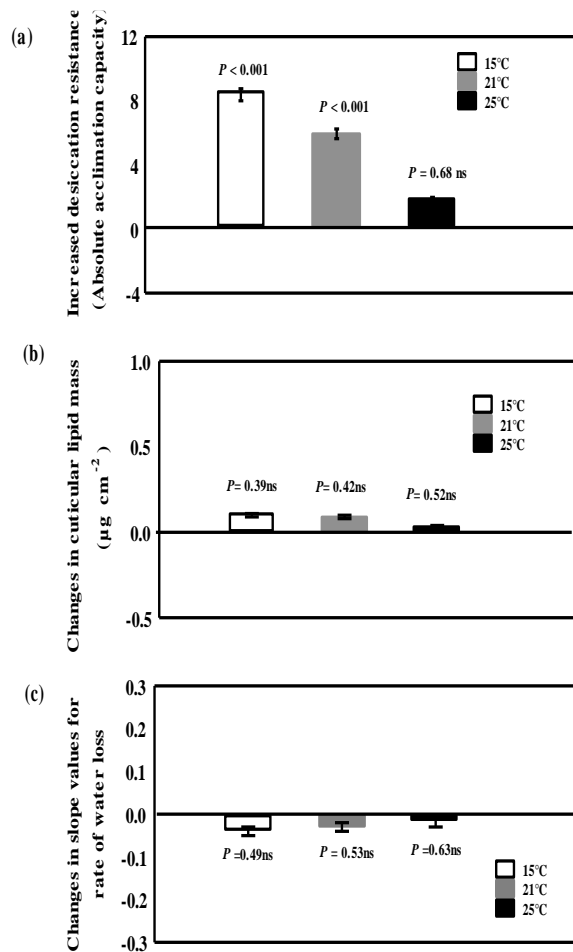 (a)
Increased desiccation resistance
(Absolute acclimation capacity)
12
8
4
0
-4
P < 0.001
P < 0.001
P = 0.68 ns
15°C
21°C
25°C
(b)
Changes in cuticular lipid mass
(µg cm⁻²)
1.0
0.5
0.0
-0.5
P= 0.39ns
P= 0.42ns
P= 0.52ns
15°C
21°C
25°C
(c)
Changes in slope values for
rate of water loss
0.3
0.2
0.1
0.0
-0.1
-0.2
-0.3
P =0.49ns
P = 0.53ns
P =0.63ns
15°C
21°C
25°C